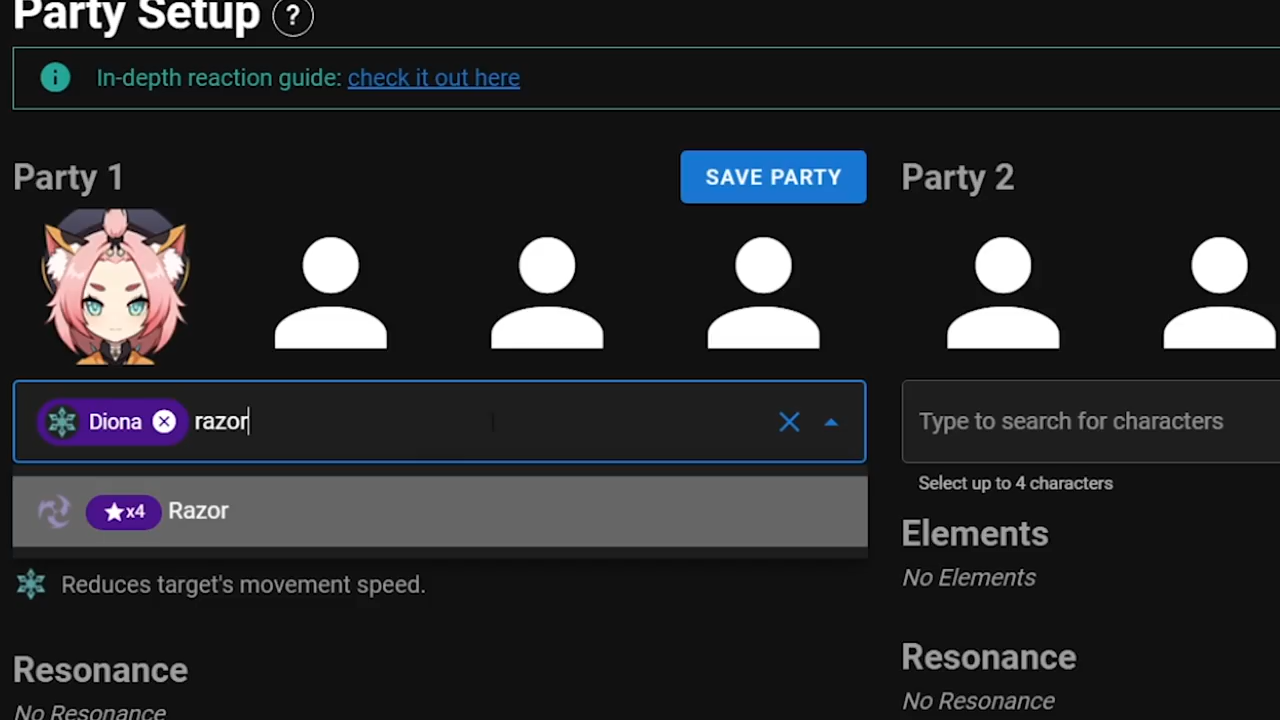 Party Setup ?
In-depth reaction guide: check it out here
Party 1
SAVE PARTY
Party 2
Diona razor
Type to search for characters
Select up to 4 characters
x4 Razor
Elements
No Elements
Reduces target's movement speed.
Resonance
No Resonance
Resonance
No Resonance